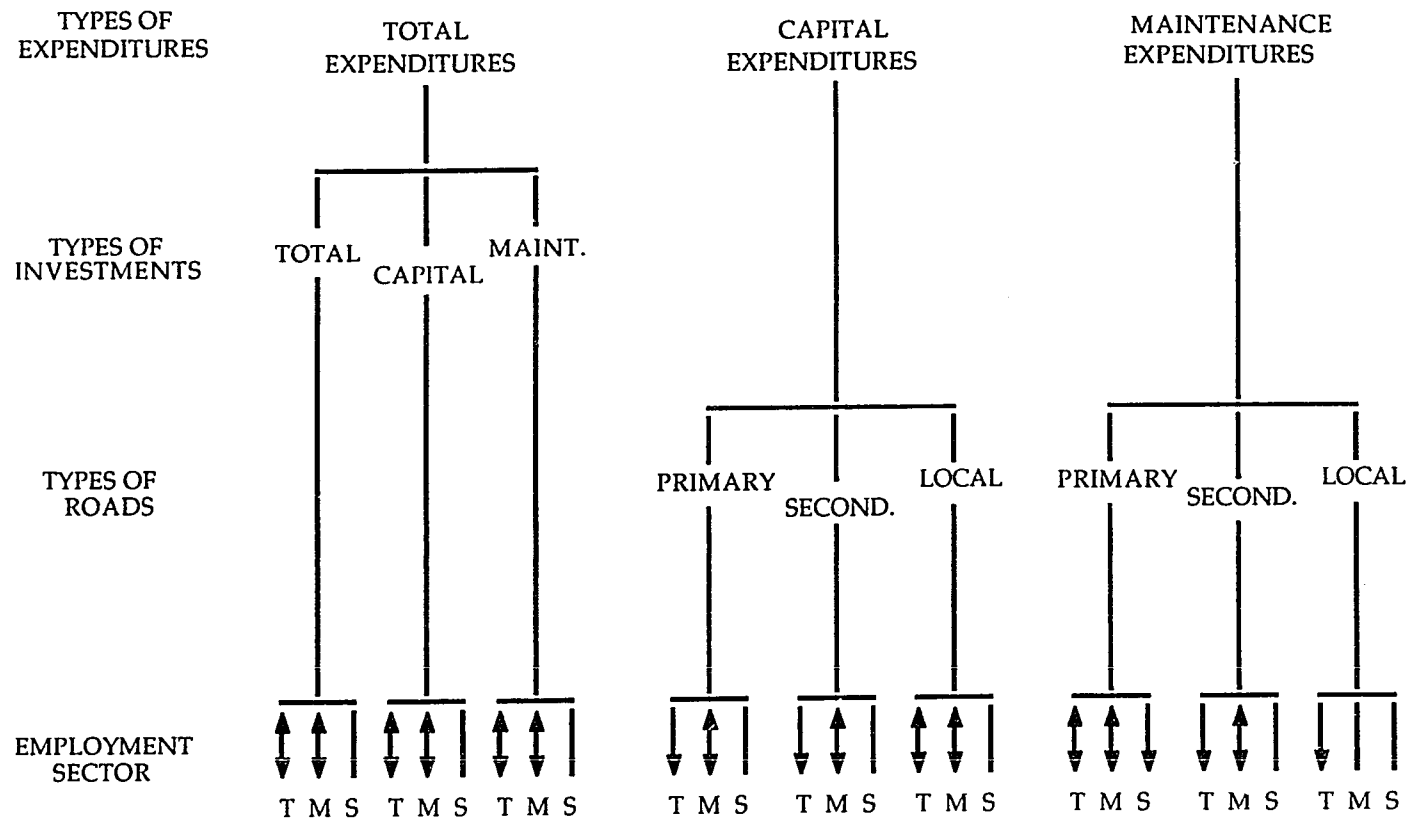 TYPES OF
EXPENDITURES
TOTAL
EXPENDITURES
CAPITAL
EXPENDITURES
MAINTENANCE
EXPENDITURES
TYPES OF
INVESTMENTS
TOTAL
CAPITAL
MAINT.
TYPES OF
ROADS
PRIMARY
SECOND.
LOCAL
PRIMARY
SECOND.
LOCAL
EMPLOYMENT
SECTOR
T M S
T M S
T M S
T M S
T M S
T M S
T M S
T M S
T M S